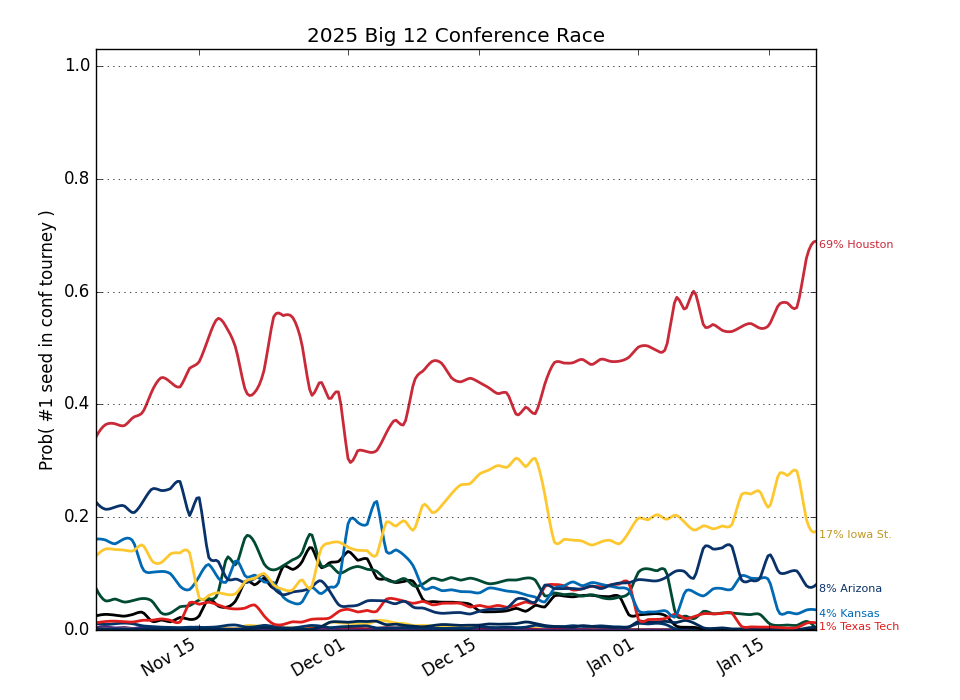 2025 Big 12 Conference Race
Prob( #1 seed in conf tourney )
1.0
0.8
0.6
0.4
0.2
0.0
Nov 15
Dec 01
Dec 15
Jan 01
Jan 15
69% Houston
17% Iowa St.
8% Arizona
4% Kansas
1% Texas Tech